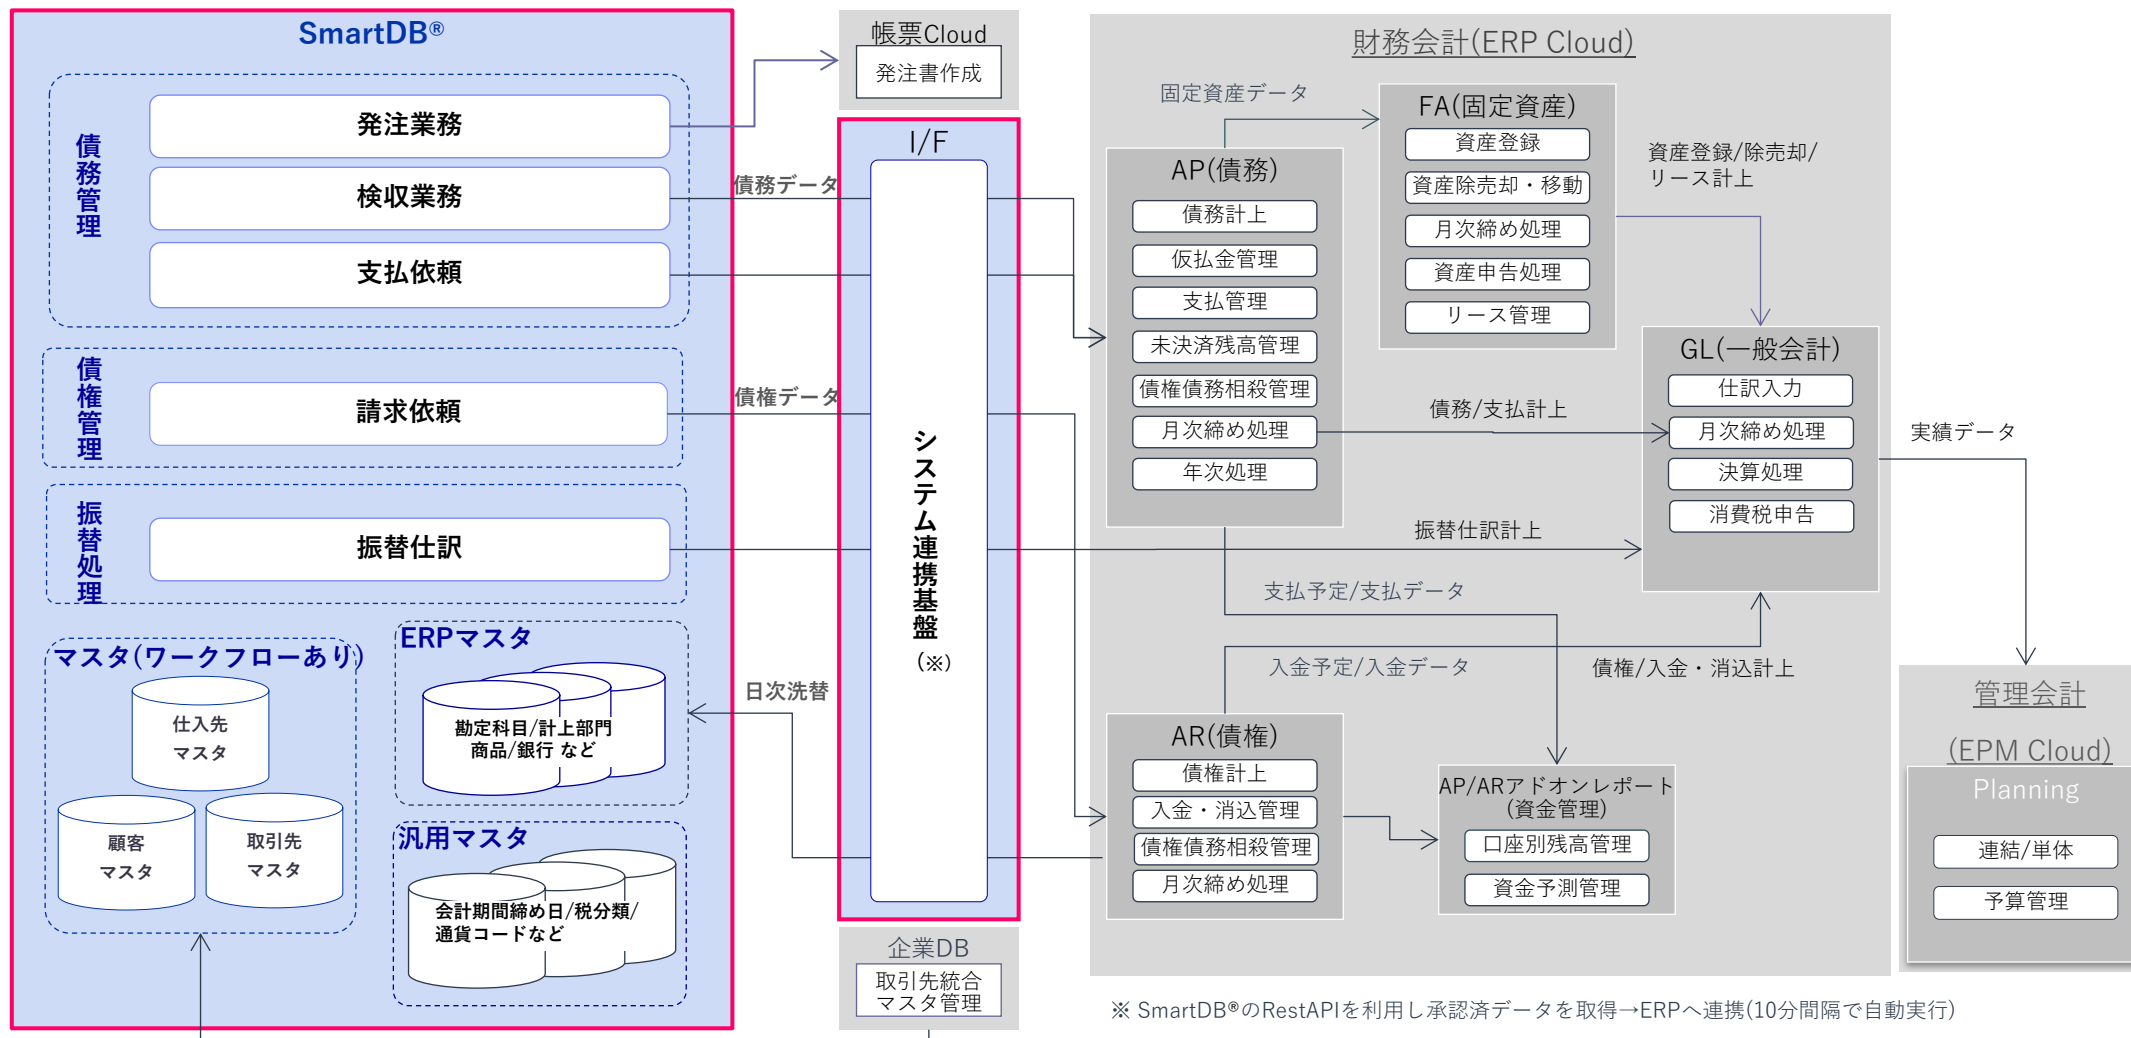 SmartDB®
債務管理
発注業務
検収業務
支払依頼
債権管理
請求依頼
振替処理
振替仕訳
マスタ(ワークフローあり)
仕入先
マスタ
顧客
マスタ
取引先
マスタ
ERPマスタ
勘定科目/計上部門
商品/銀行 など
汎用マスタ
会計期間締め日/税分類/
通貨コードなど
債務データ
債権データ
日次洗替
帳票Cloud
発注書作成
I/F
システム連携基盤
(※)
企業DB
取引先統合
マスタ管理
財務会計(ERP Cloud)
固定資産データ
AP(債務)
債務計上
仮払金管理
支払管理
未決済残高管理
債権債務相殺管理
月次締め処理
年次処理
FA(固定資産)
資産登録
資産除売却・移動
月次締め処理
資産申告処理
リース管理
資産登録/除売却/
リース計上
GL(一般会計)
仕訳入力
月次締め処理
決算処理
消費税申告
債務/支払計上
振替仕訳計上
支払予定/支払データ
入金予定/入金データ
債権/入金・消込計上
AR(債権)
債権計上
入金・消込管理
債権債務相殺管理
月次締め処理
AP/ARアドオンレポート
(資金管理)
口座別残高管理
資金予測管理
実績データ
管理会計
(EPM Cloud)
Planning
連結/単体
予算管理
※ SmartDB®のRestAPIを利用し承認済データを取得→ERPへ連携(10分間隔で自動実行)